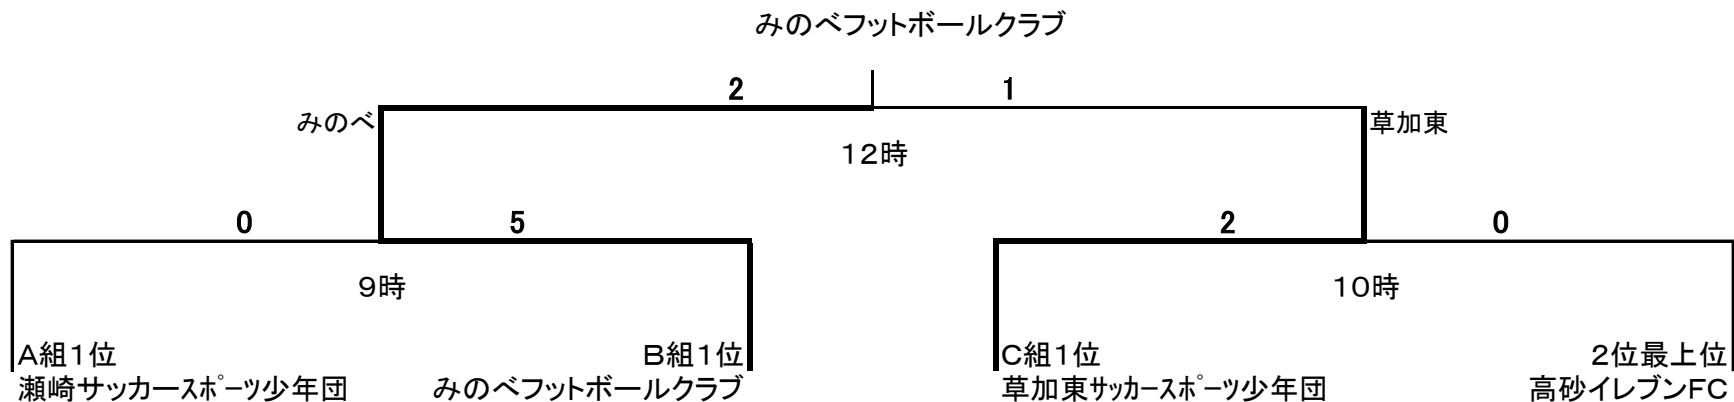 みのべフットボールクラブ
2 1
みのべ 草加東
１２時
0 5 2 0
９時 １０時
Ａ組１位 Ｂ組１位 Ｃ組１位 ２位最上位
瀬崎サッカースﾎﾟｰツ少年団 みのべフットボールクラブ 草加東サッカースﾎﾟｰツ少年団 高砂イレブンＦＣ